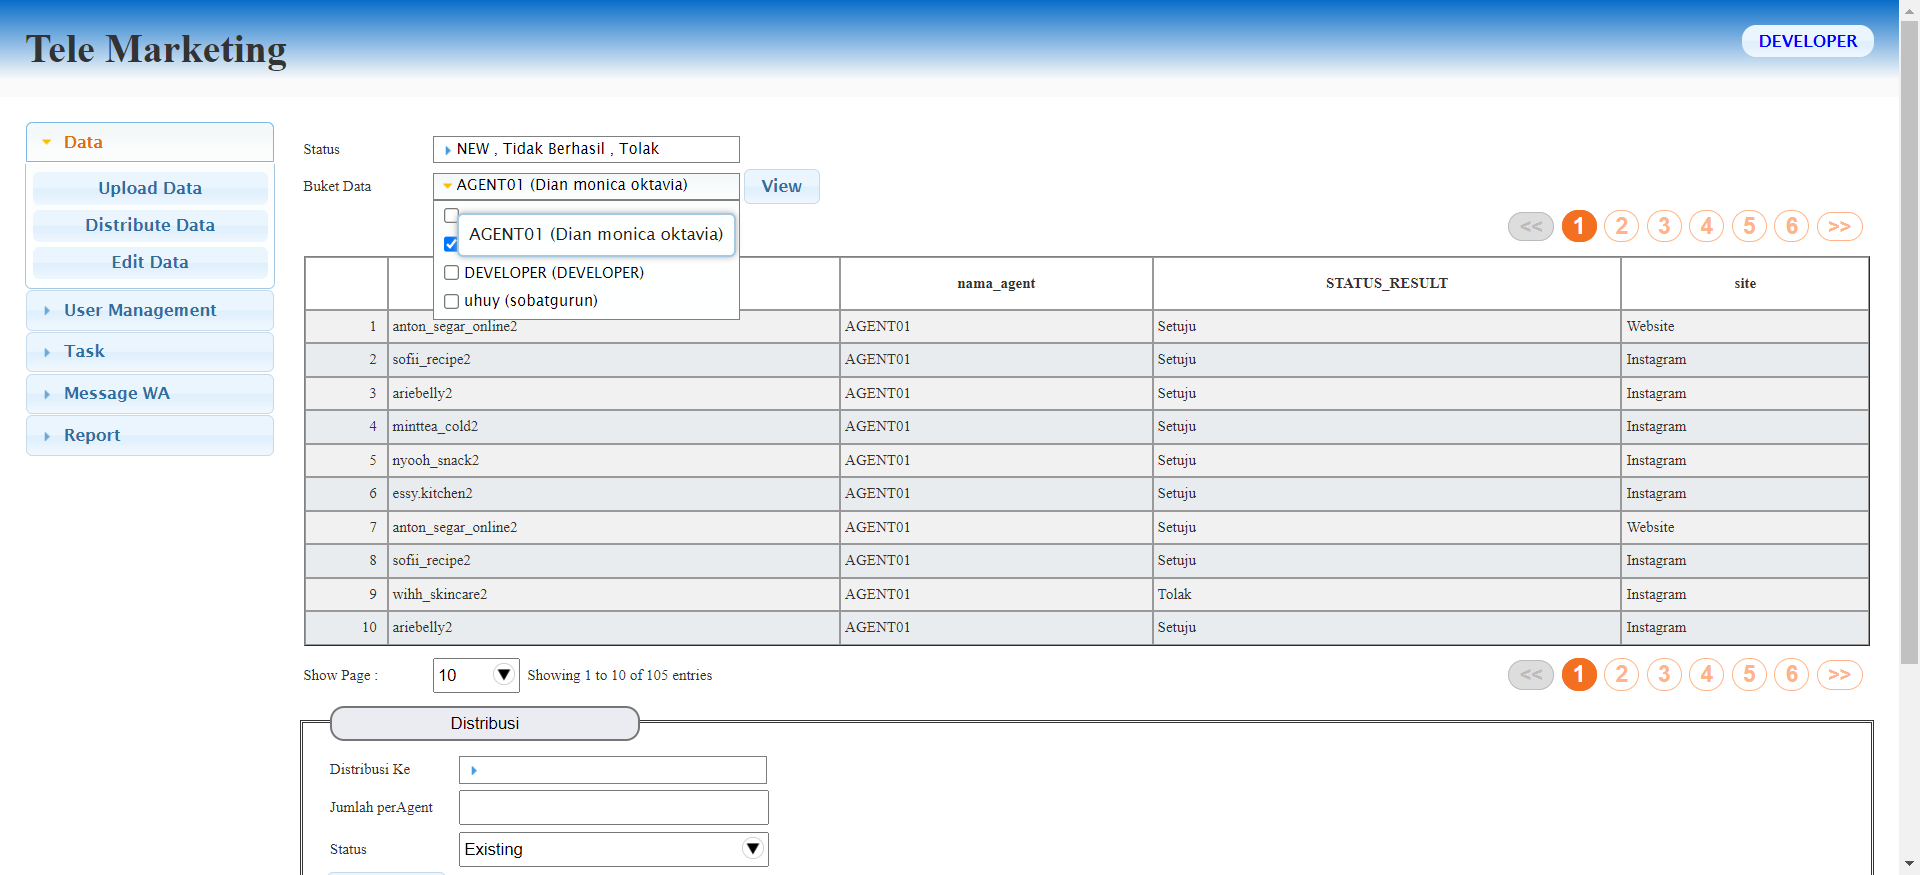 Tele Marketing
DEVELOPER
Data
Upload Data
Distribute Data
Edit Data
User Management
Task
Message WA
Report
Status
NEW , Tidak Berhasil , Tolak
Buket Data
AGENT01 (Dian monica oktavia)
View
AGENT01 (Dian monica oktavia)
DEVELOPER (DEVELOPER)
uhuy (sobatgurun)
<< 1 2 3 4 5 6 >>
nama_agent STATUS_RESULT site
1 anton_segar_online2 AGENT01 Setuju Website
2 sofii_recipe2 AGENT01 Setuju Instagram
3 ariebelly2 AGENT01 Setuju Instagram
4 minttea_cold2 AGENT01 Setuju Instagram
5 nyooh_snack2 AGENT01 Setuju Instagram
6 essy.kitchen2 AGENT01 Setuju Instagram
7 anton_segar_online2 AGENT01 Setuju Website
8 sofii_recipe2 AGENT01 Setuju Instagram
9 wihh_skincare2 AGENT01 Tolak Instagram
10 ariebelly2 AGENT01 Setuju Instagram
Show Page : 10 Showing 1 to 10 of 105 entries
<< 1 2 3 4 5 6 >>
Distribusi
Distribusi Ke
Jumlah perAgent
Status Existing